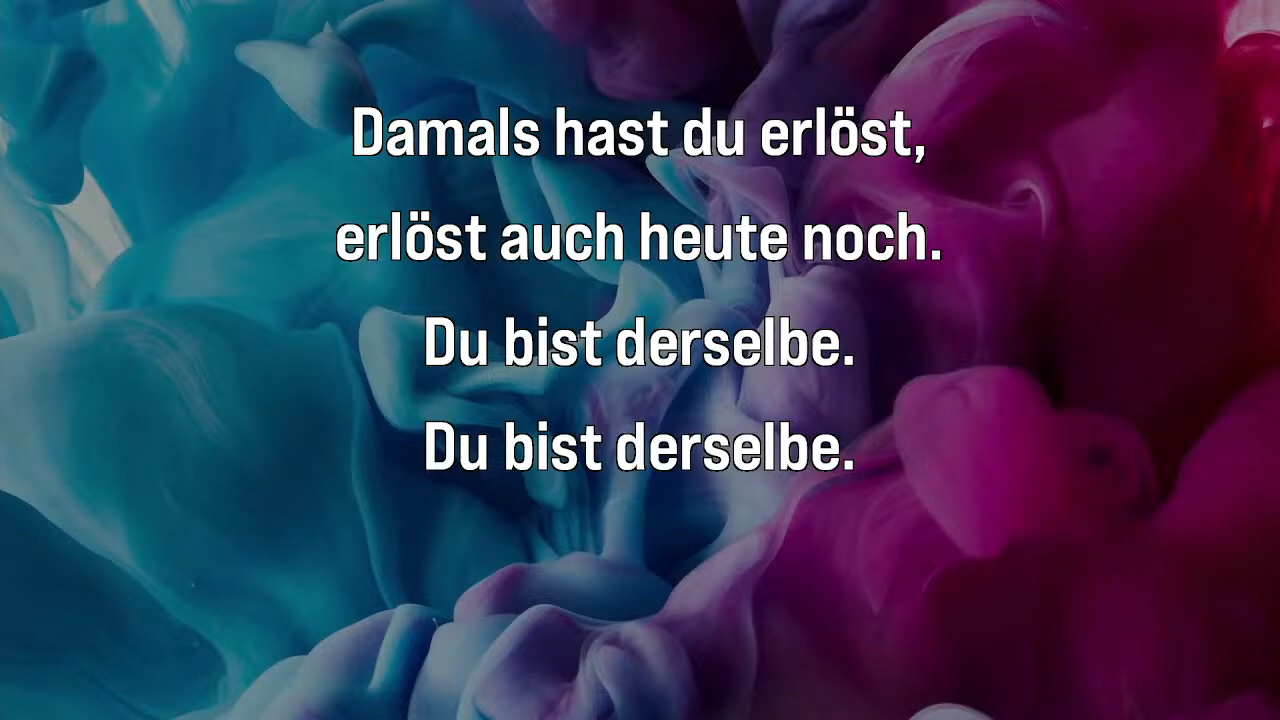 Damals hast du erlöst,
erlöst auch heute noch.
Du bist derselbe.
Du bist derselbe.